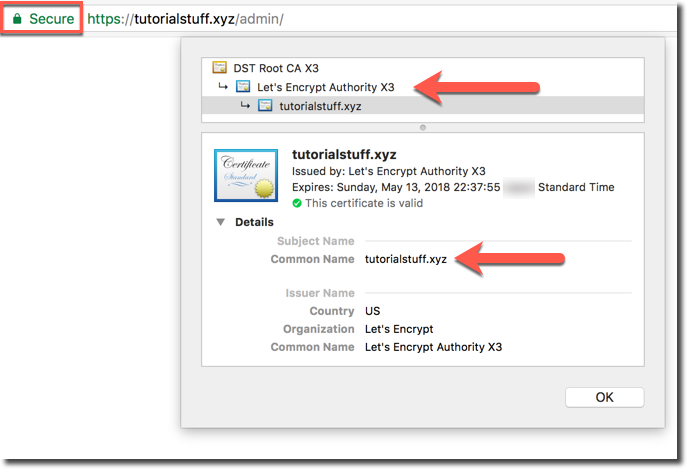 Secure https://tutorialstuff.xyz/admin/
DST Root CA X3
Let's Encrypt Authority X3
tutorialstuff.xyz
tutorialstuff.xyz
Issued by: Let's Encrypt Authority X3
Expires: Sunday, May 13, 2018 22:37:55 Standard Time
This certificate is valid
Details
Subject Name
Common Name tutorialstuff.xyz
Issuer Name
Country US
Organization Let's Encrypt
Common Name Let's Encrypt Authority X3
OK
Certificate
Standard